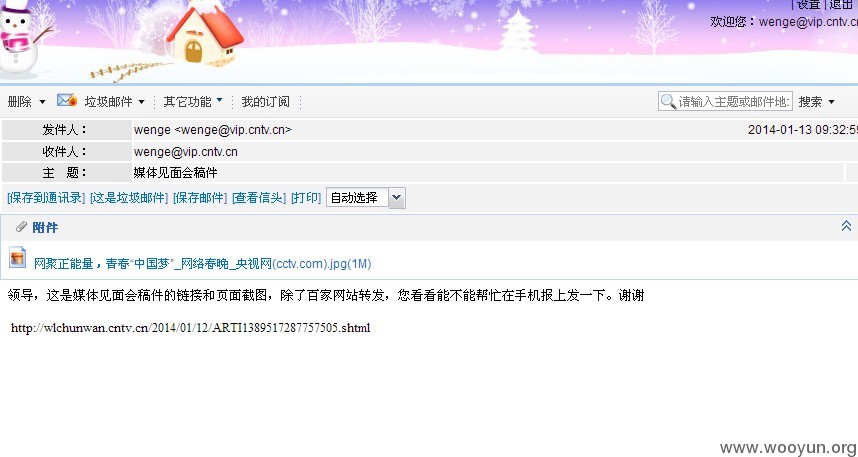 | 设置 | 退出
欢迎您：wenge@vip.cntv.c
删除 垃圾邮件 其它功能 我的订阅 请输入主题或邮件地: 搜索
发件人： wenge <wenge@vip.cntv.cn> 2014-01-13 09:32:5
收件人： wenge@vip.cntv.cn
主 题： 媒体见面会稿件
[保存到通讯录] [这是垃圾邮件] [保存邮件] [查看信头] [打印] 自动选择
附件
网聚正能量，青春“中国梦”_网络春晚_央视网(cctv.com).jpg(1M)
领导，这是媒体见面会稿件的链接和页面截图，除了百家网站转发，您看看能不能帮忙在手机报上发一下。谢谢
http://wlchunwan.cntv.cn/2014/01/12/ARTI1389517287757505.shtml
www.wooyun.org